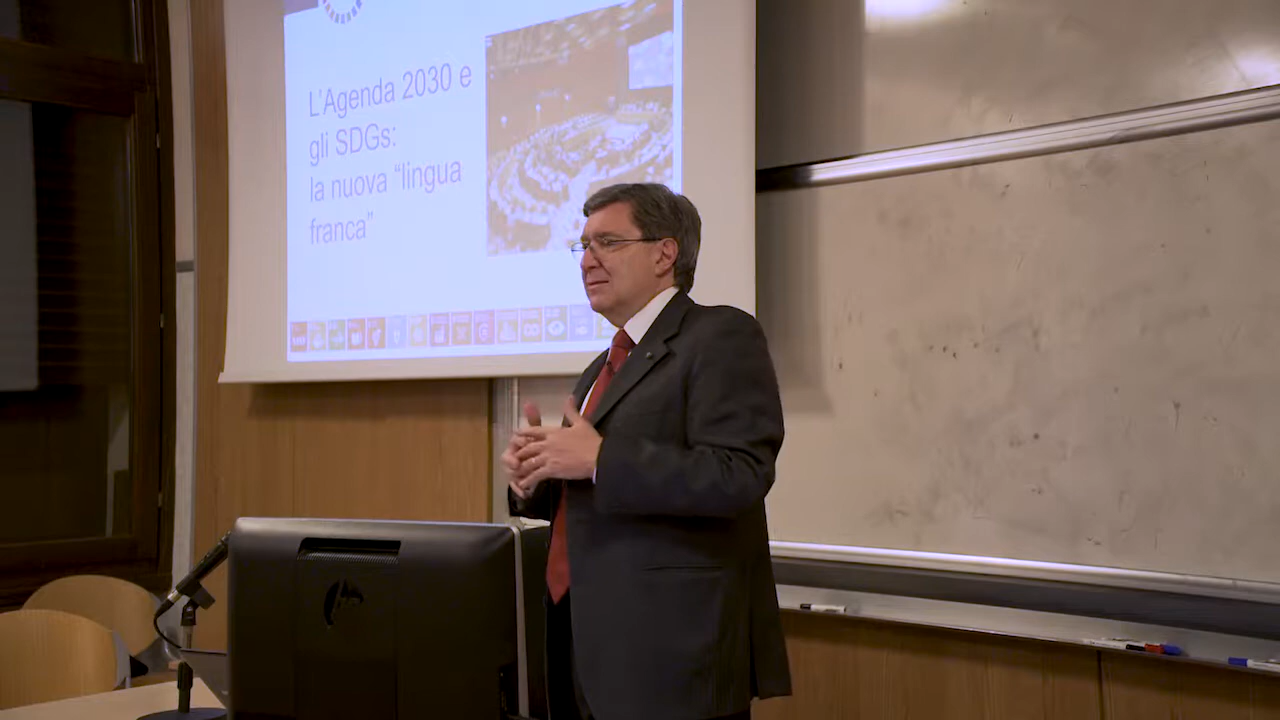 L'Agenda 2030 e
gli SDGs:
la nuova “lingua
franca”